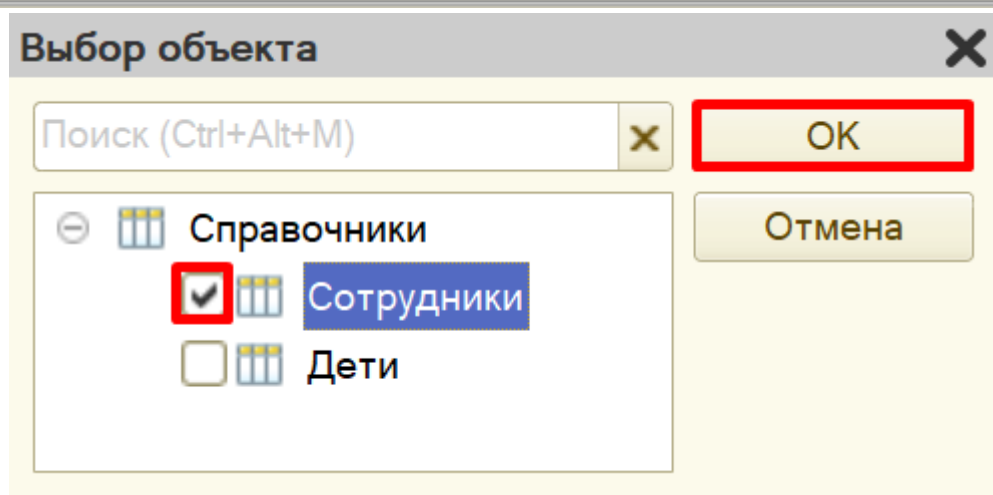 Выбор объекта
Поиск (Ctrl+Alt+M)
OK
Справочники
Отмена
Сотрудники
Дети